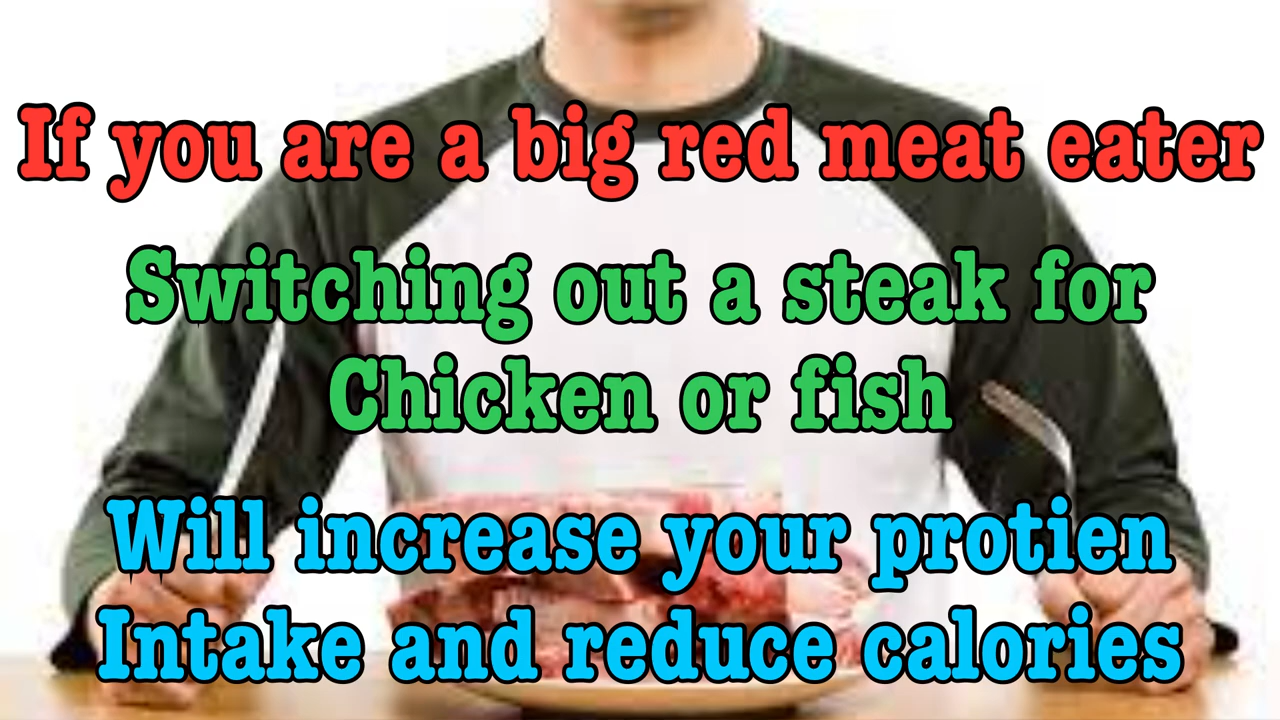 If you are a big red meat eater
Switching out a steak for
Chicken or fish
Will increase your protien
Intake and reduce calories